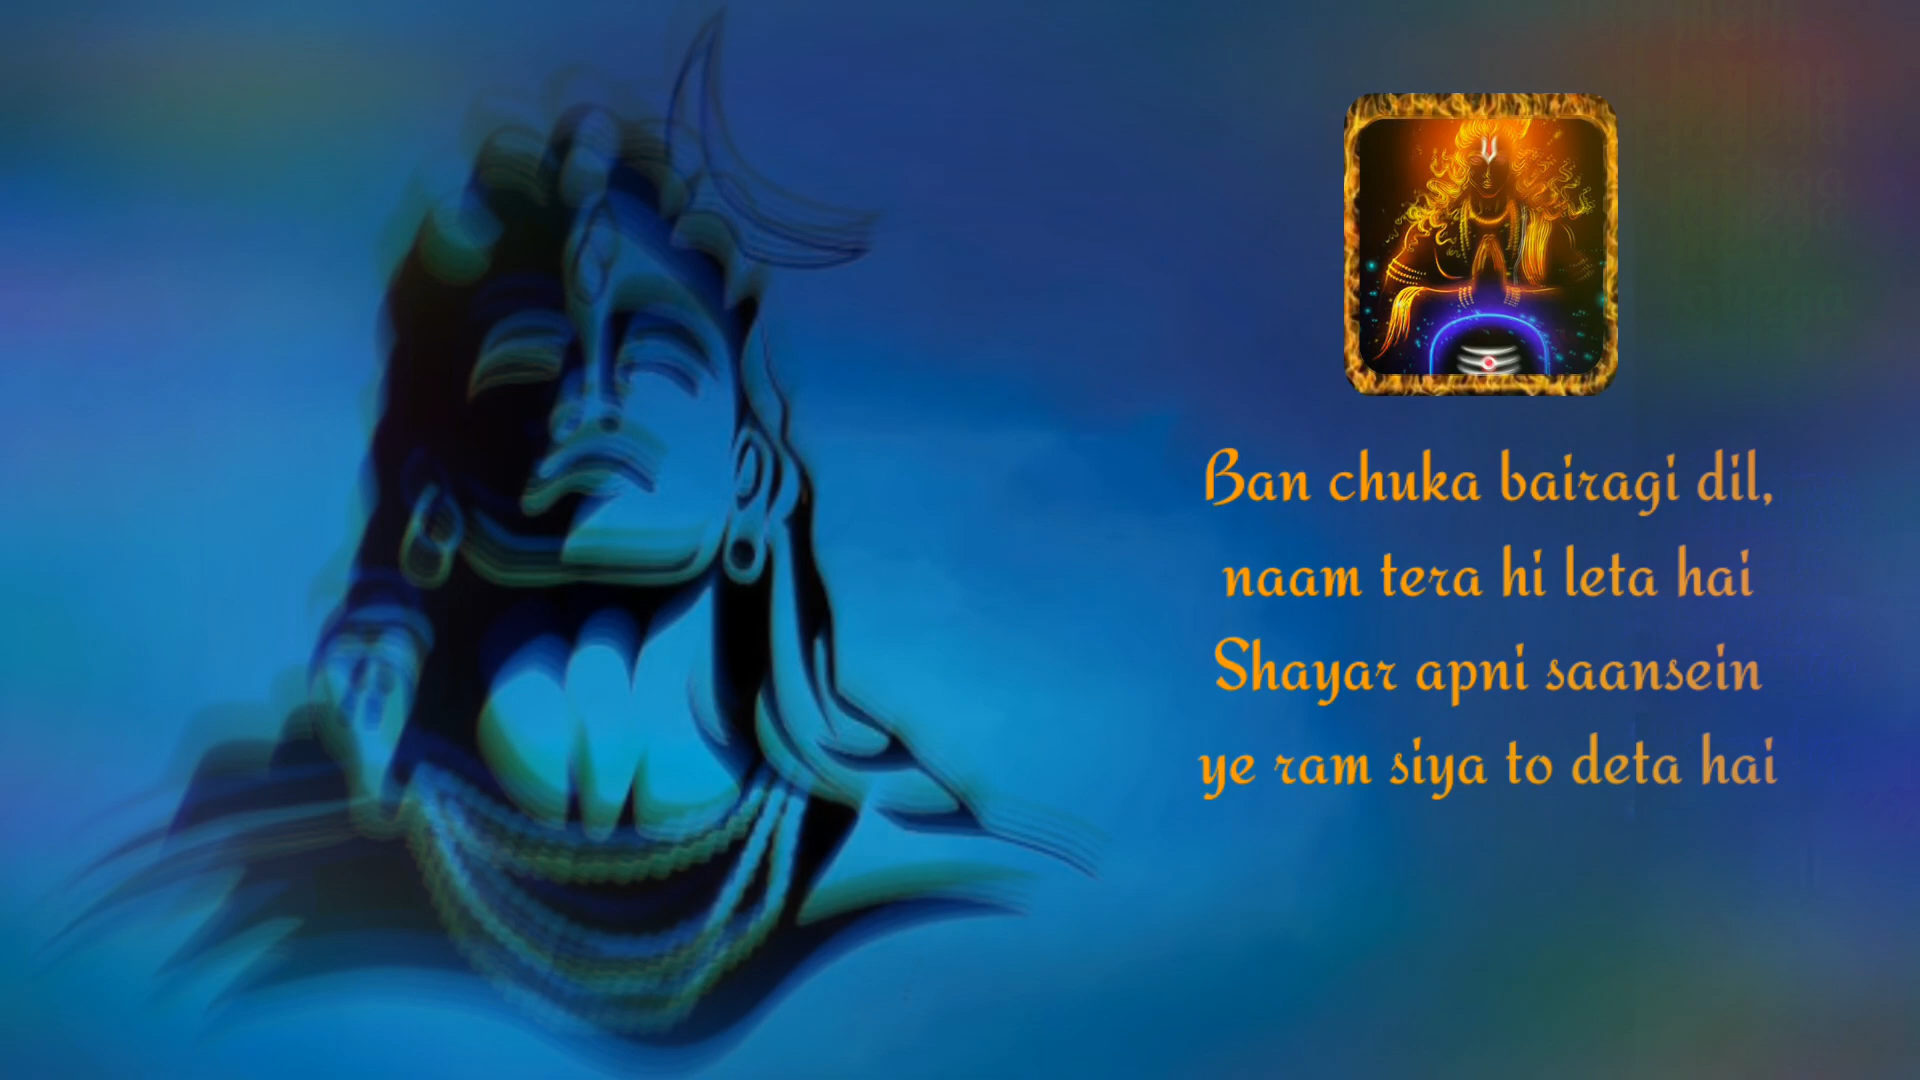 Ban chuka bairagi dil,
naam tera hi leta hai
Shayar apni saansein
ye ram siya to deta hai